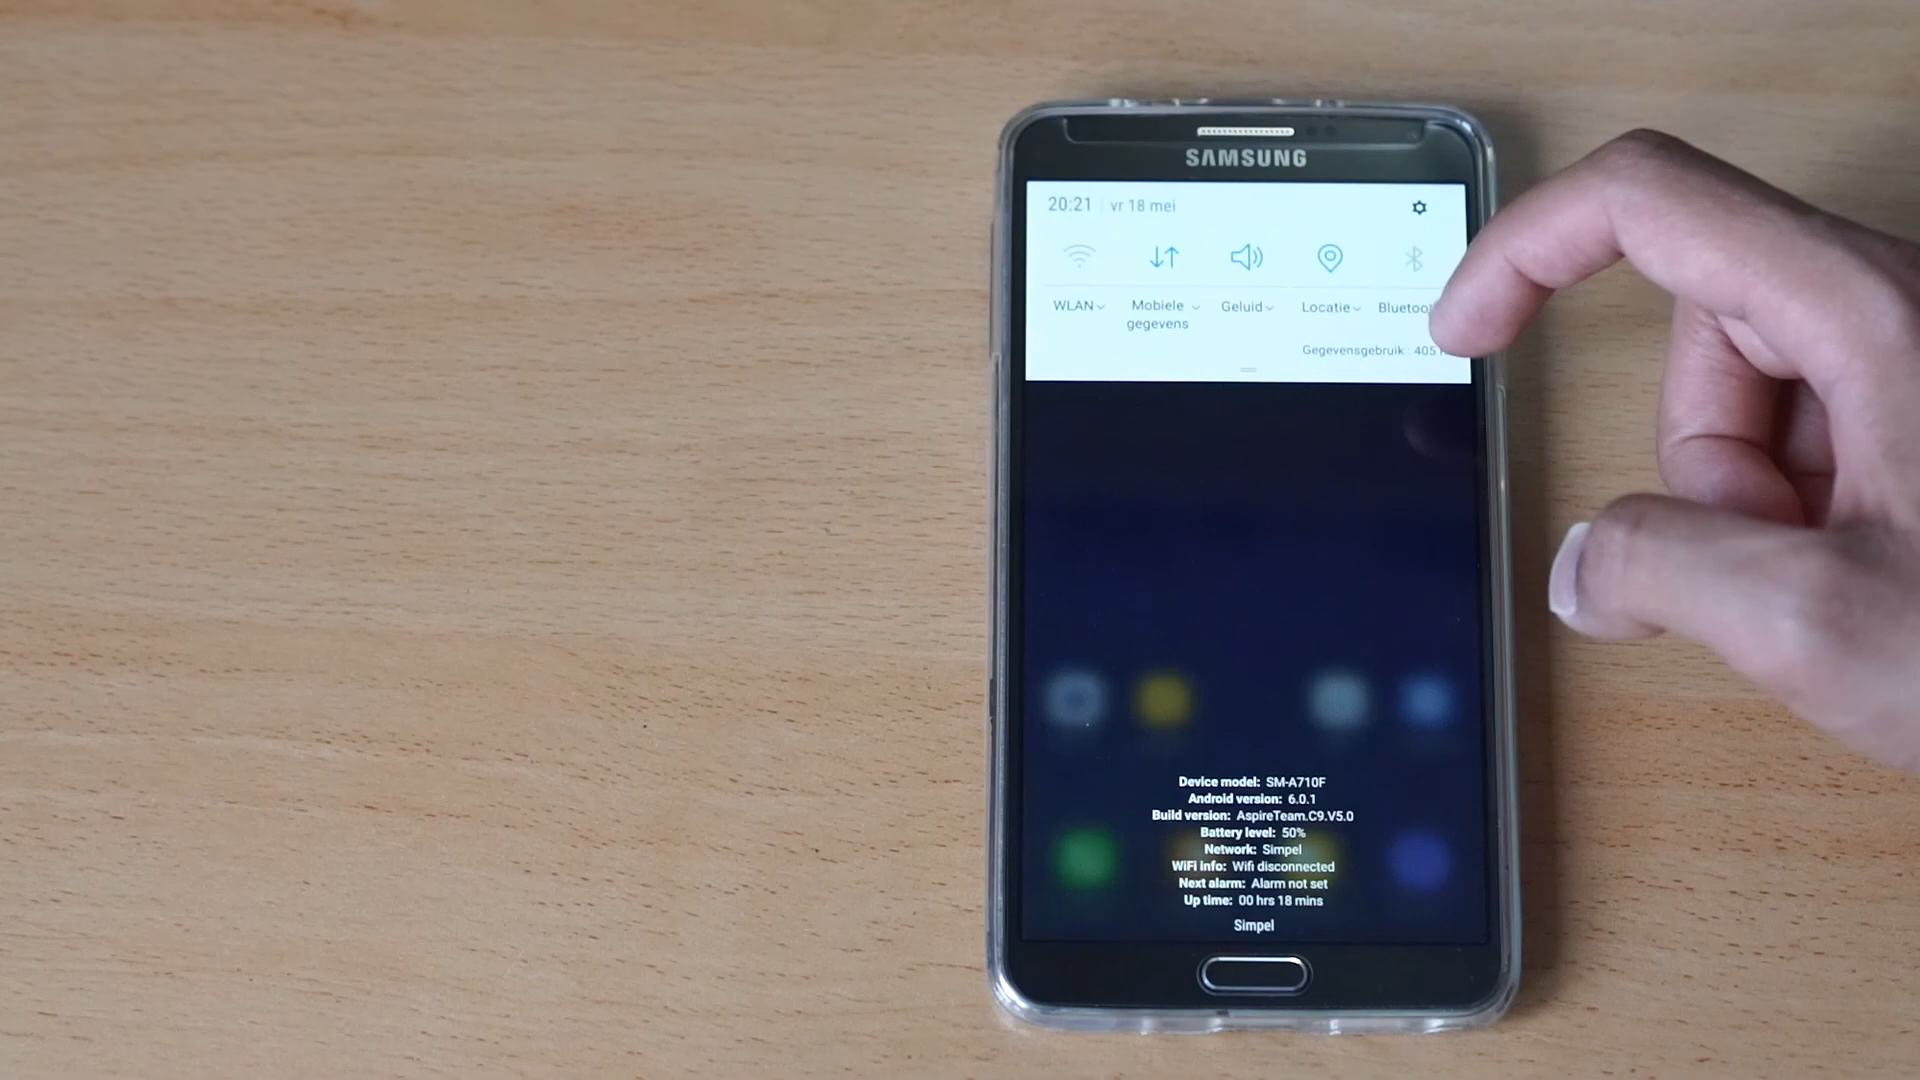 SAMSUNG
20:21 vr 18 mei
WLAN Mobiele gegevens Geluid Locatie
Gegevensgebruik : 405
Device model: SM-A710F
Android version: 6.0.1
Build version: AspireTeam.C9.V5.0
Battery level: 50%
Network: Simpel
WiFi info: Wifi disconnected
Next alarm: Alarm not set
Up time: 00 hrs 18 mins
Simpel